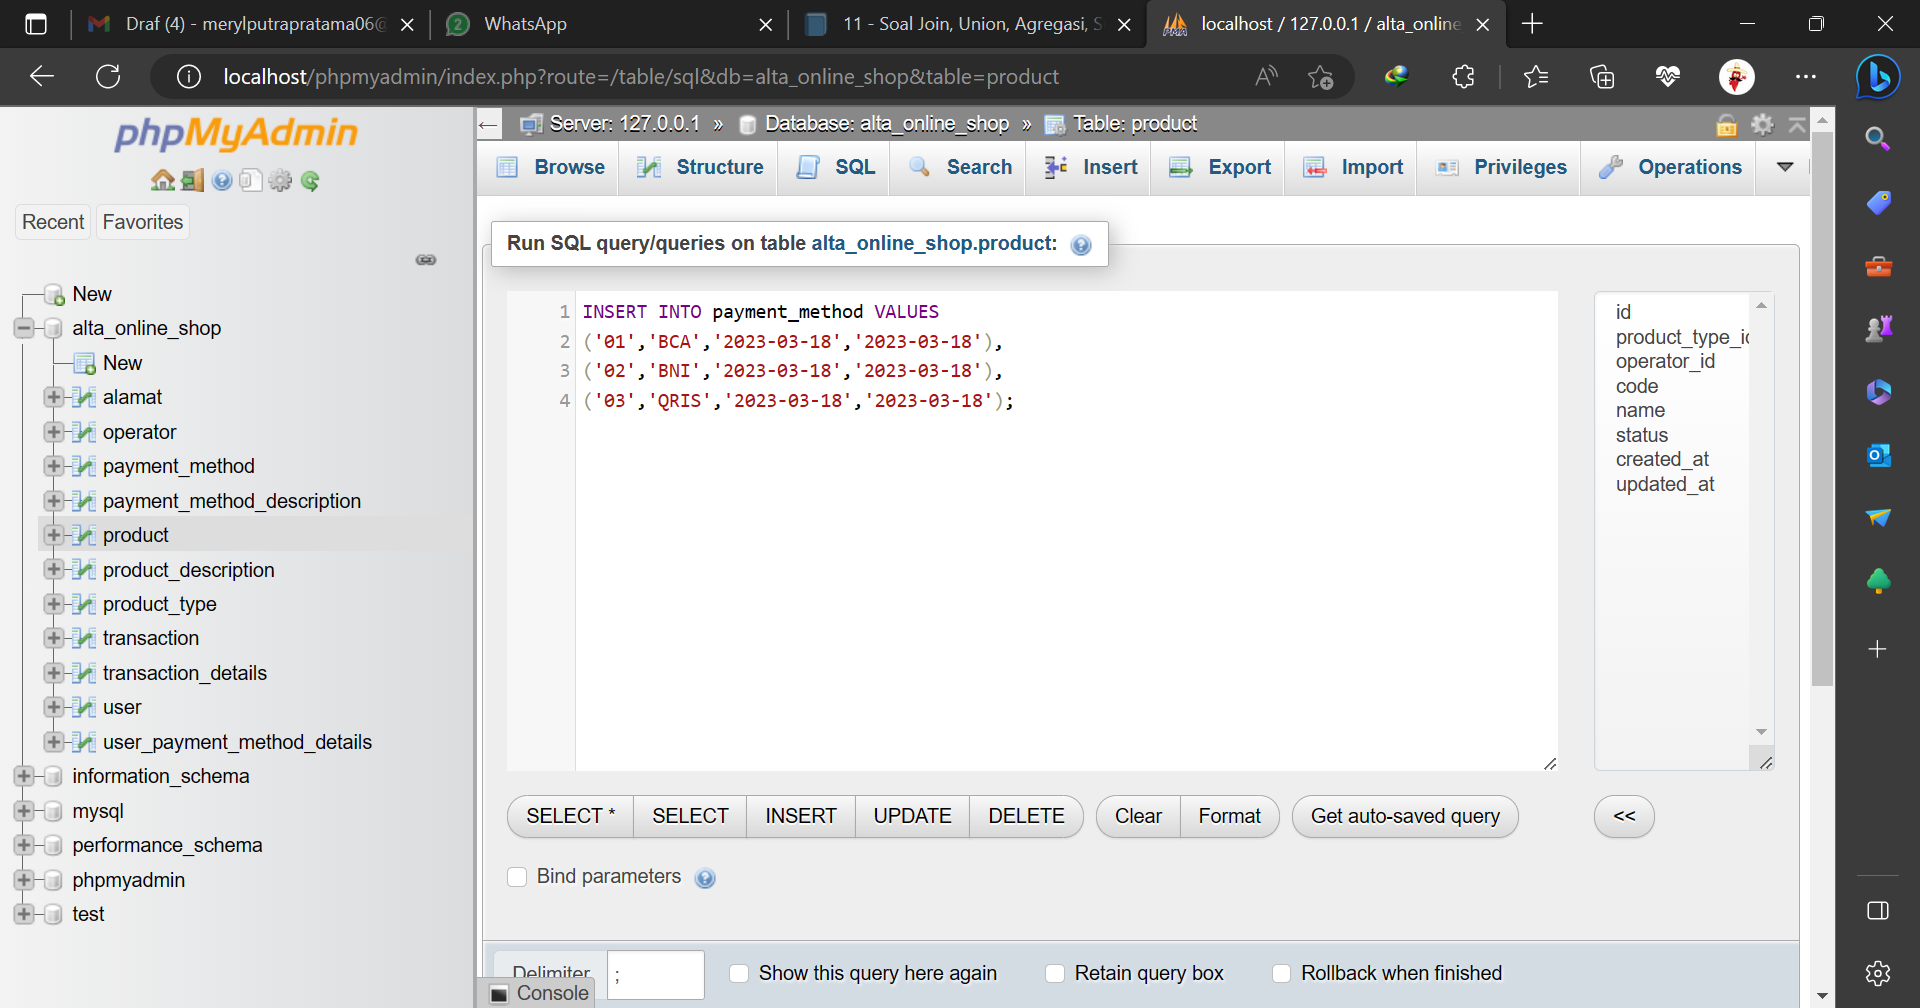 Draf (4) - merylputrapratama06@
WhatsApp
11 - Soal Join, Union, Agregasi, S
localhost / 127.0.0.1 / alta_online
localhost/phpmyadmin/index.php?route=/table/sql&db=alta_online_shop&table=product
phpMyAdmin
Recent
Favorites
New
alta_online_shop
New
alamat
operator
payment_method
payment_method_description
product
product_description
product_type
transaction
transaction_details
user
user_payment_method_details
information_schema
mysql
performance_schema
phpmyadmin
test
Server: 127.0.0.1 » Database: alta_online_shop » Table: product
Browse
Structure
SQL
Search
Insert
Export
Import
Privileges
Operations
Run SQL query/queries on table alta_online_shop.product:
1 INSERT INTO payment_method VALUES
2 ('01','BCA','2023-03-18','2023-03-18'),
3 ('02','BNI','2023-03-18','2023-03-18'),
4 ('03','QRIS','2023-03-18','2023-03-18');
id
product_type_id
operator_id
code
name
status
created_at
updated_at
SELECT *
SELECT
INSERT
UPDATE
DELETE
Clear
Format
Get auto-saved query
<<
Bind parameters
Delimiter
;
Show this query here again
Retain query box
Rollback when finished
Console